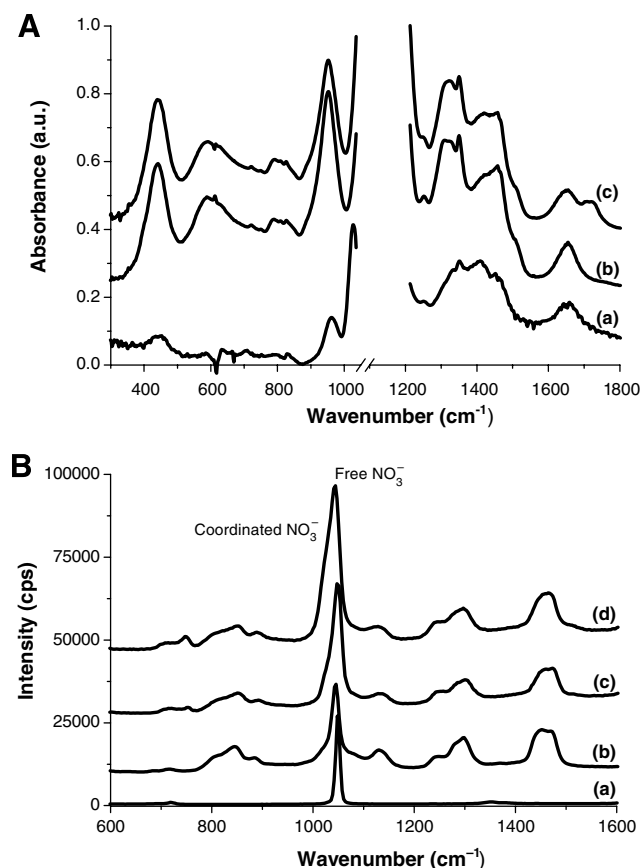 A
Absorbance (a.u.)
1.0
0.8
0.6
0.4
0.2
0.0
(c)
(b)
(a)
400 600 800 1000 1200 1400 1600 1800
Wavenumber (cm⁻¹)
B
Intensity (cps)
100000
75000
50000
25000
0
Free NO₃⁻
Coordinated NO₃⁻
(d)
(c)
(b)
(a)
600 800 1000 1200 1400 1600
Wavenumber (cm⁻¹)